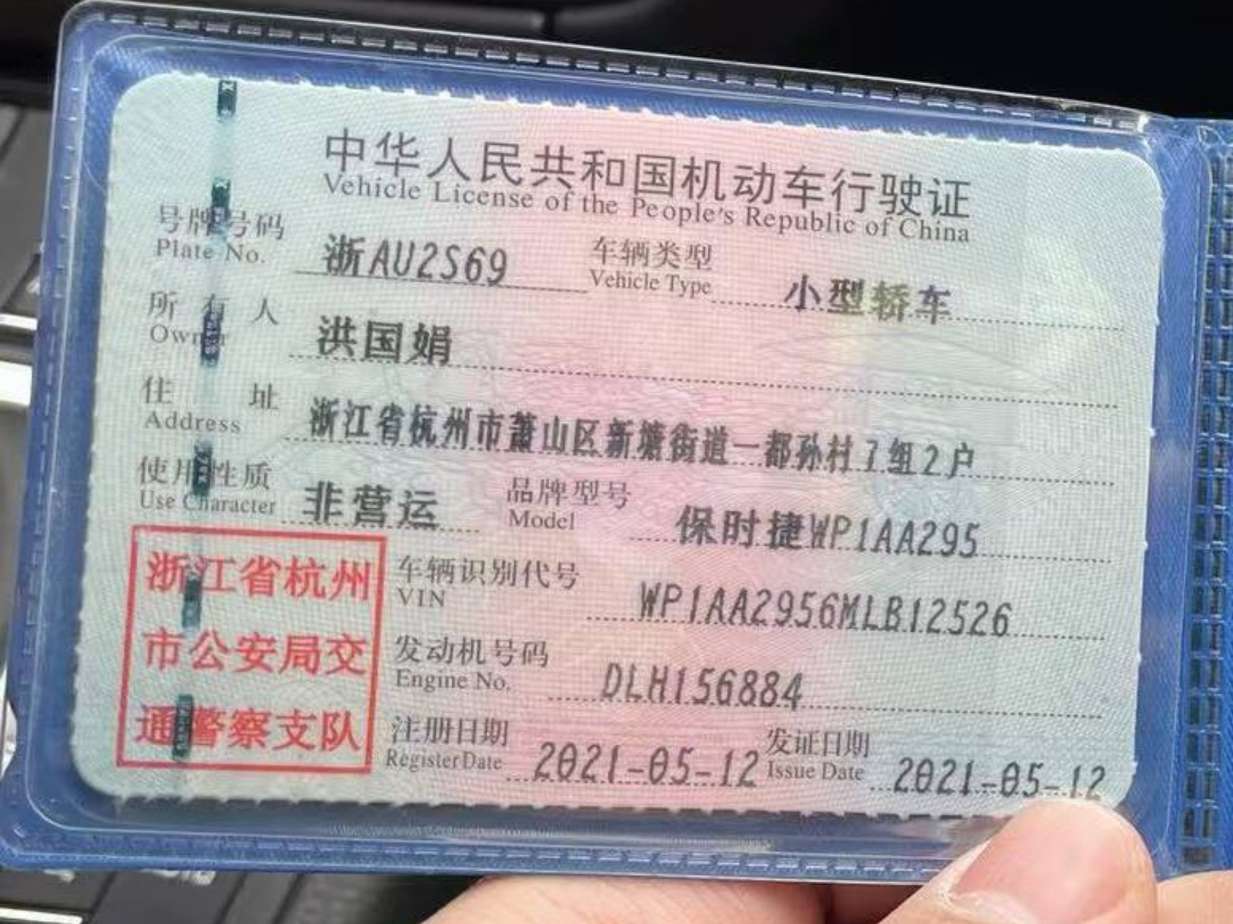 中华人民共和国机动车行驶证
Vehicle License of the People's Republic of China
号牌号码 浙AU2S69 车辆类型 小型轿车
Plate No. Vehicle Type
所有人 洪国娟
Owner
住址 浙江省杭州市萧山区新塘街道一都孙村7组2户
Address
使用性质 非营运 品牌型号 保时捷WP1AA295
Use Character Model
浙江省杭州
市公安局交
通警察支队
车辆识别代号 WP1AA2956MLB12526
VIN
发动机号码 DLH156884
Engine No.
注册日期 2021-05-12 发证日期 2021-05-12
Register Date Issue Date